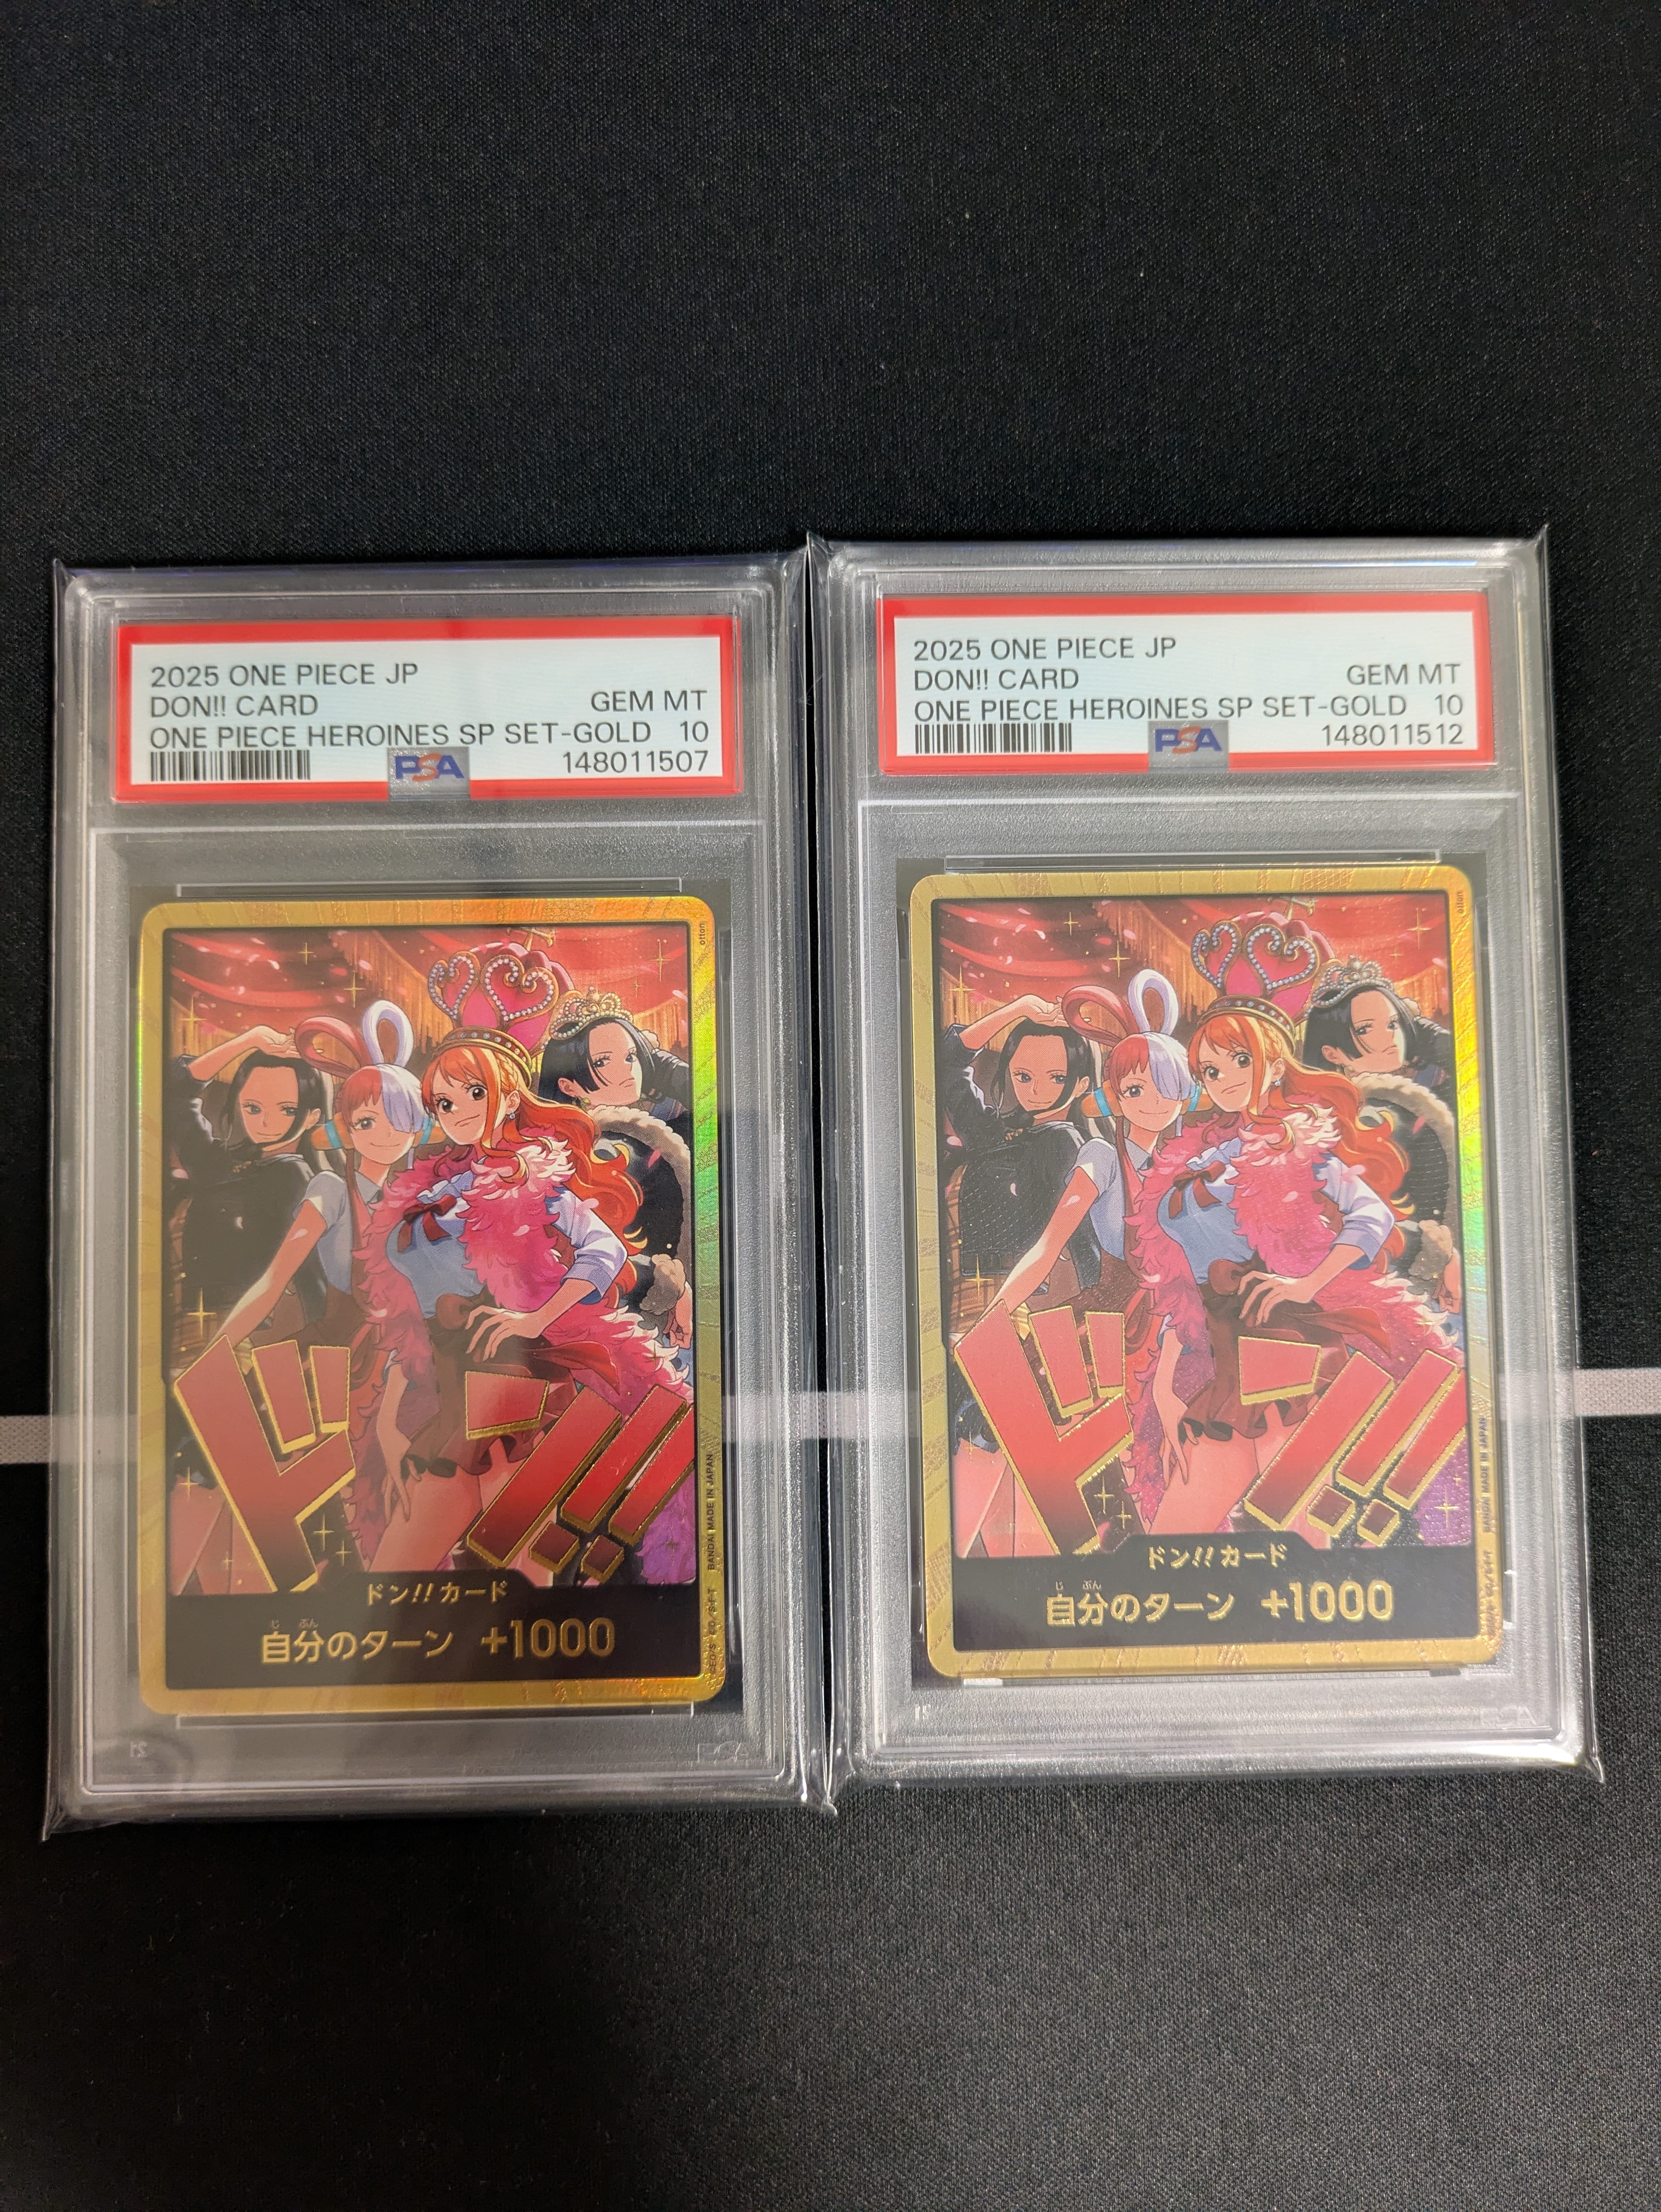 2025 ONE PIECE JP
DON!! CARD GEM MT
ONE PIECE HEROINES SP SET-GOLD 10
PSA 148011507
otton
ドン!!
BANDAI MADE IN JAPAN
ドン!!カード
じ ぶん
自分のターン +1000
2025 ONE PIECE JP
DON!! CARD GEM MT
ONE PIECE HEROINES SP SET-GOLD 10
PSA 148011512
otton
ドン!!
BANDAI MADE IN JAPAN
ドン!!カード
じ ぶん
自分のターン +1000